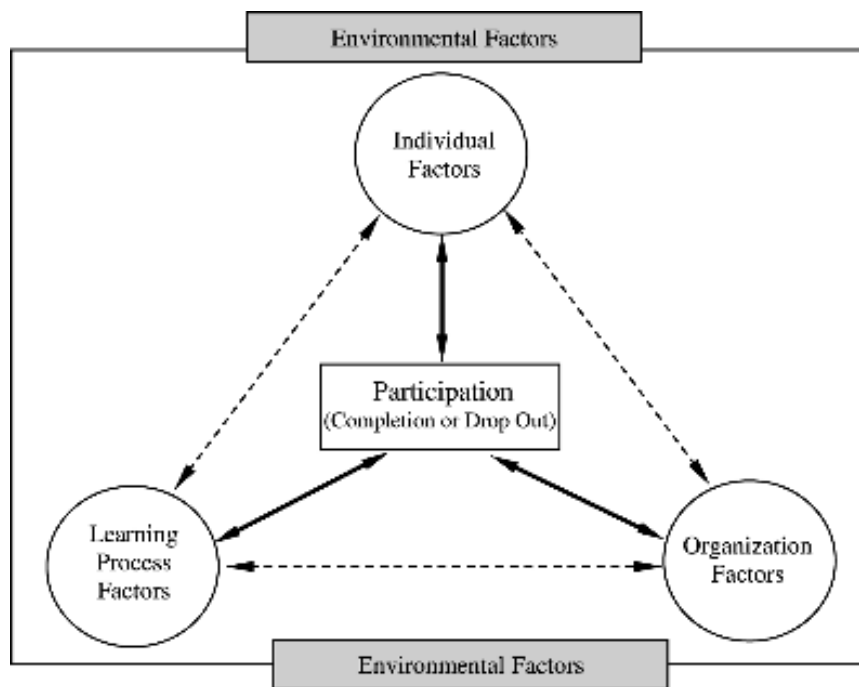 Environmental Factors
Individual
Factors
Participation
(Completion or Drop Out)
Learning
Process
Factors
Organization
Factors
Environmental Factors